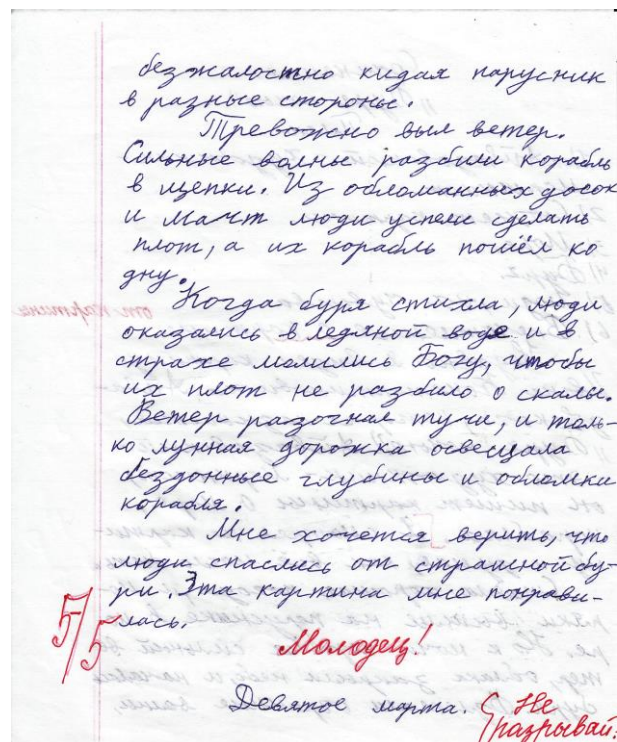 безжалостно кидая парусник
в разные стороны.
Тревожно выл ветер.
Сильные волны разбили корабль
в щепки. Из обломанных досок
и мачт люди успели сделать
плот, а их корабль пошёл ко
дну.
Когда буря стихла, люди
оказались в ледяной воде и в
страхе молились Богу, чтобы
их плот не разбило о скалы.
Ветер разогнал тучи, и толь-
ко лунная дорожка освещала
бездонные глубины и обломки
корабля.
Мне хочется верить, что
люди спаслись от страшной бу-
ри. Эта картина мне понрави-
лась.
5/5
Молодец!
Девятое марта.
Не
разрывай!